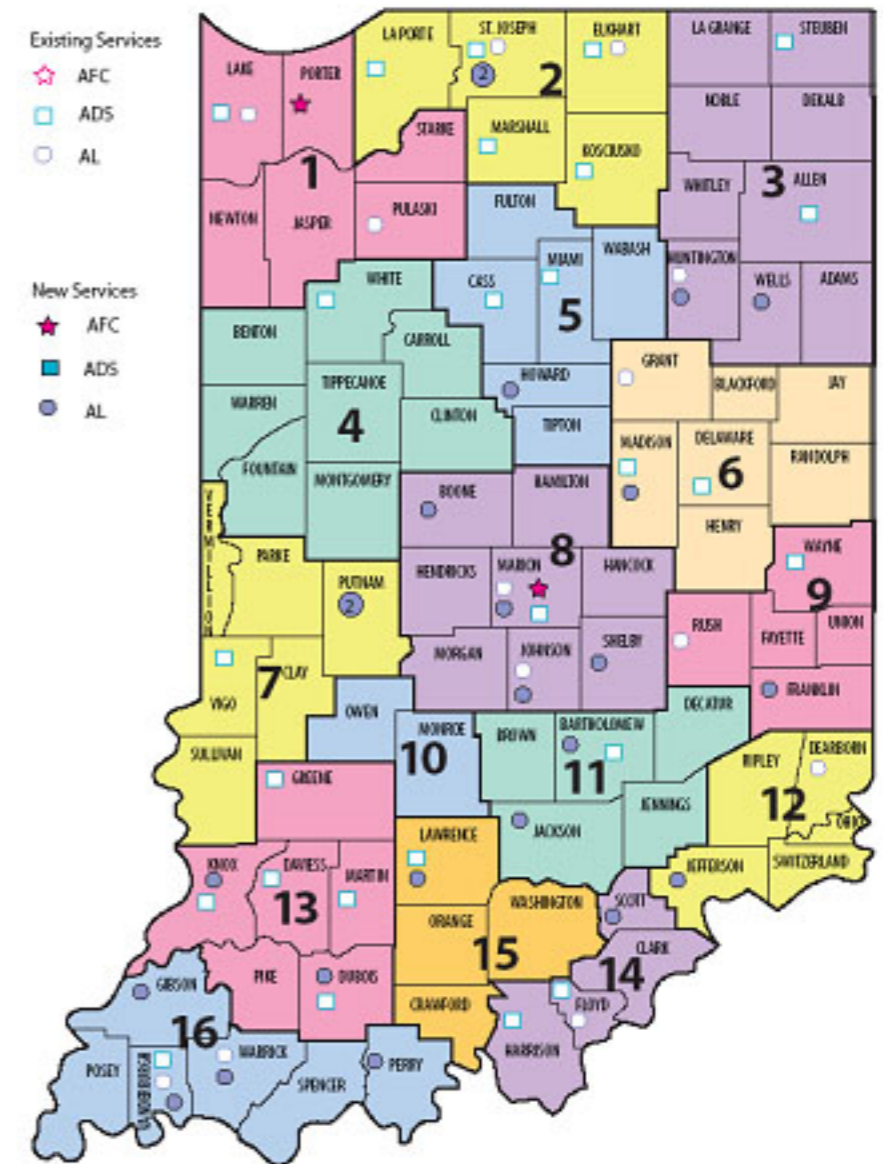 Existing Services
AFC
ADS
AL
New Services
AFC
ADS
AL
LAKE
PORTER
LA PORTE
ST. JOSEPH
2
2
ELKHART
LA GRANGE
STEUBEN
NOBLE
DEKALB
STARKE
MARSHALL
KOSCIUSKO
1
3
WHITLEY
ALLEN
NEWTON
JASPER
PULASKI
FULTON
WHITE
CASS
MIAMI
WABASH
HUNTINGTON
WELLS
ADAMS
5
BENTON
CARROLL
HOWARD
GRANT
BLACKFORD
JAY
WARREN
TIPPECANOE
4
CLINTON
TIPTON
MADISON
DELAWARE
6
RANDOLPH
FOUNTAIN
MONTGOMERY
BOONE
HAMILTON
HENRY
VERMILLION
PARKE
PUTNAM
2
HENDRICKS
MARION
8
HANCOCK
WAYNE
9
RUSH
FAYETTE
UNION
7
CLAY
VIGO
MORGAN
JOHNSON
SHELBY
FRANKLIN
SULLIVAN
OWEN
MONROE
10
BROWN
BARTHOLOMEW
11
DECATUR
RIPLEY
DEARBORN
12
OHIO
GREENE
LAWRENCE
JACKSON
JENNINGS
JEFFERSON
SWITZERLAND
KNOX
DAVIESS
MARTIN
13
ORANGE
WASHINGTON
SCOTT
15
CLARK
14
GIBSON
PIKE
DUBOIS
CRAWFORD
FLOYD
HARRISON
16
POSEY
VANDERBURGH
WARRICK
SPENCER
PERRY